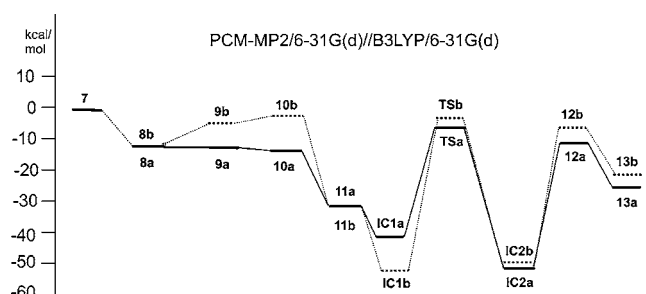 kcal/
mol
PCM-MP2/6-31G(d)//B3LYP/6-31G(d)
10
0
-10
-20
-30
-40
-50
-60
7
8b
8a
9b
9a
10b
10a
11a
11b
IC1a
IC1b
TSb
TSa
IC2b
IC2a
12b
12a
13b
13a